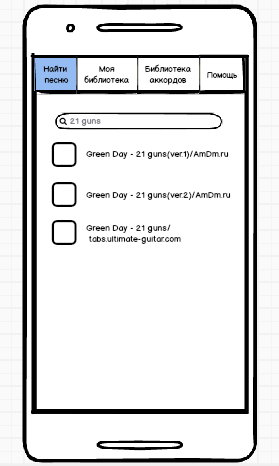 Найти песню
Моя библиотека
Библиотека аккордов
Помощь
21 guns
Green Day - 21 guns(ver.1)/AmDm.ru
Green Day - 21 guns(ver.2)/AmDm.ru
Green Day - 21 guns/
tabs.ultimate-guitar.com